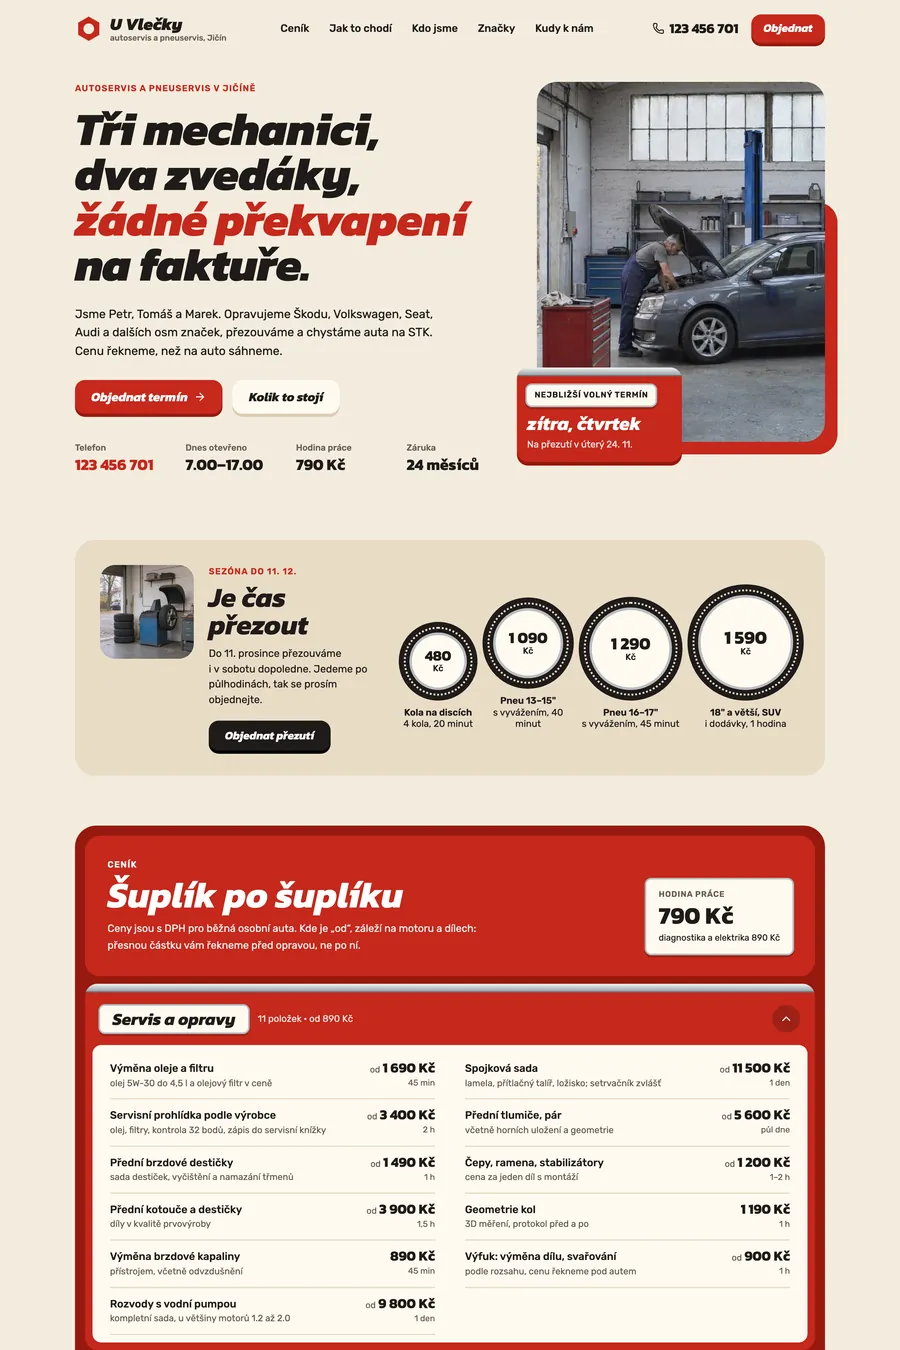 U Vlečky
autoservis a pneuservis, Jičín
Ceník
Jak to chodí
Kdo jsme
Značky
Kudy k nám
123 456 701
Objednat
AUTOSERVIS A PNEUSERVIS V JIČÍNĚ
Tři mechanici,
dva zvedáky,
žádné překvapení
na faktuře.
Jsme Petr, Tomáš a Marek. Opravujeme Škodu, Volkswagen, Seat,
Audi a dalších osm značek, přezouváme a chystáme auta na STK.
Cenu řekneme, než na auto sáhneme.
Objednat termín →
Kolik to stojí
Telefon
123 456 701
Dnes otevřeno
7.00–17.00
Hodina práce
790 Kč
Záruka
24 měsíců
NEJBLIŽŠÍ VOLNÝ TERMÍN
zítra, čtvrtek
Na přezutí v úterý 24. 11.
SEZÓNA DO 11. 12.
Je čas
přezout
Do 11. prosince přezouváme
i v sobotu dopoledne. Jedeme po
půlhodinách, tak se prosím
objednejte.
Objednat přezutí
480
Kč
Kola na discích
4 kola, 20 minut
1 090
Kč
Pneu 13–15"
s vyvážením, 40
minut
1 290
Kč
Pneu 16–17"
s vyvážením, 45 minut
1 590
Kč
18" a větší, SUV
i dodávky, 1 hodina
CENÍK
Šuplík po šuplíku
Ceny jsou s DPH pro běžná osobní auta. Kde je „od“, záleží na motoru a dílech:
přesnou částku vám řekneme před opravou, ne po ní.
HODINA PRÁCE
790 Kč
diagnostika a elektrika 890 Kč
Servis a opravy
11 položek • od 890 Kč
Výměna oleje a filtru
od 1 690 Kč
olej 5W-30 do 4,5 l a olejový filtr v ceně
45 min
Servisní prohlídka podle výrobce
od 3 400 Kč
olej, filtry, kontrola 32 bodů, zápis do servisní knížky
2 h
Přední brzdové destičky
od 1 490 Kč
sada destiček, vyčištění a namazání třmenů
1 h
Přední kotouče a destičky
od 3 900 Kč
díly v kvalitě prvovýroby
1,5 h
Výměna brzdové kapaliny
890 Kč
přístrojem, včetně odvzdušnění
45 min
Rozvody s vodní pumpou
od 9 800 Kč
kompletní sada, u většiny motorů 1.2 až 2.0
1 den
Spojková sada
od 11 500 Kč
lamela, přítlačný talíř, ložisko; setrvačník zvlášť
1 den
Přední tlumiče, pár
od 5 600 Kč
včetně horních uložení a geometrie
půl dne
Čepy, ramena, stabilizátory
od 1 200 Kč
cena za jeden díl s montáží
1–2 h
Geometrie kol
1 190 Kč
3D měření, protokol před a po
1 h
Výfuk: výměna dílu, svařování
od 900 Kč
podle rozsahu, cenu řekneme pod autem
1 h